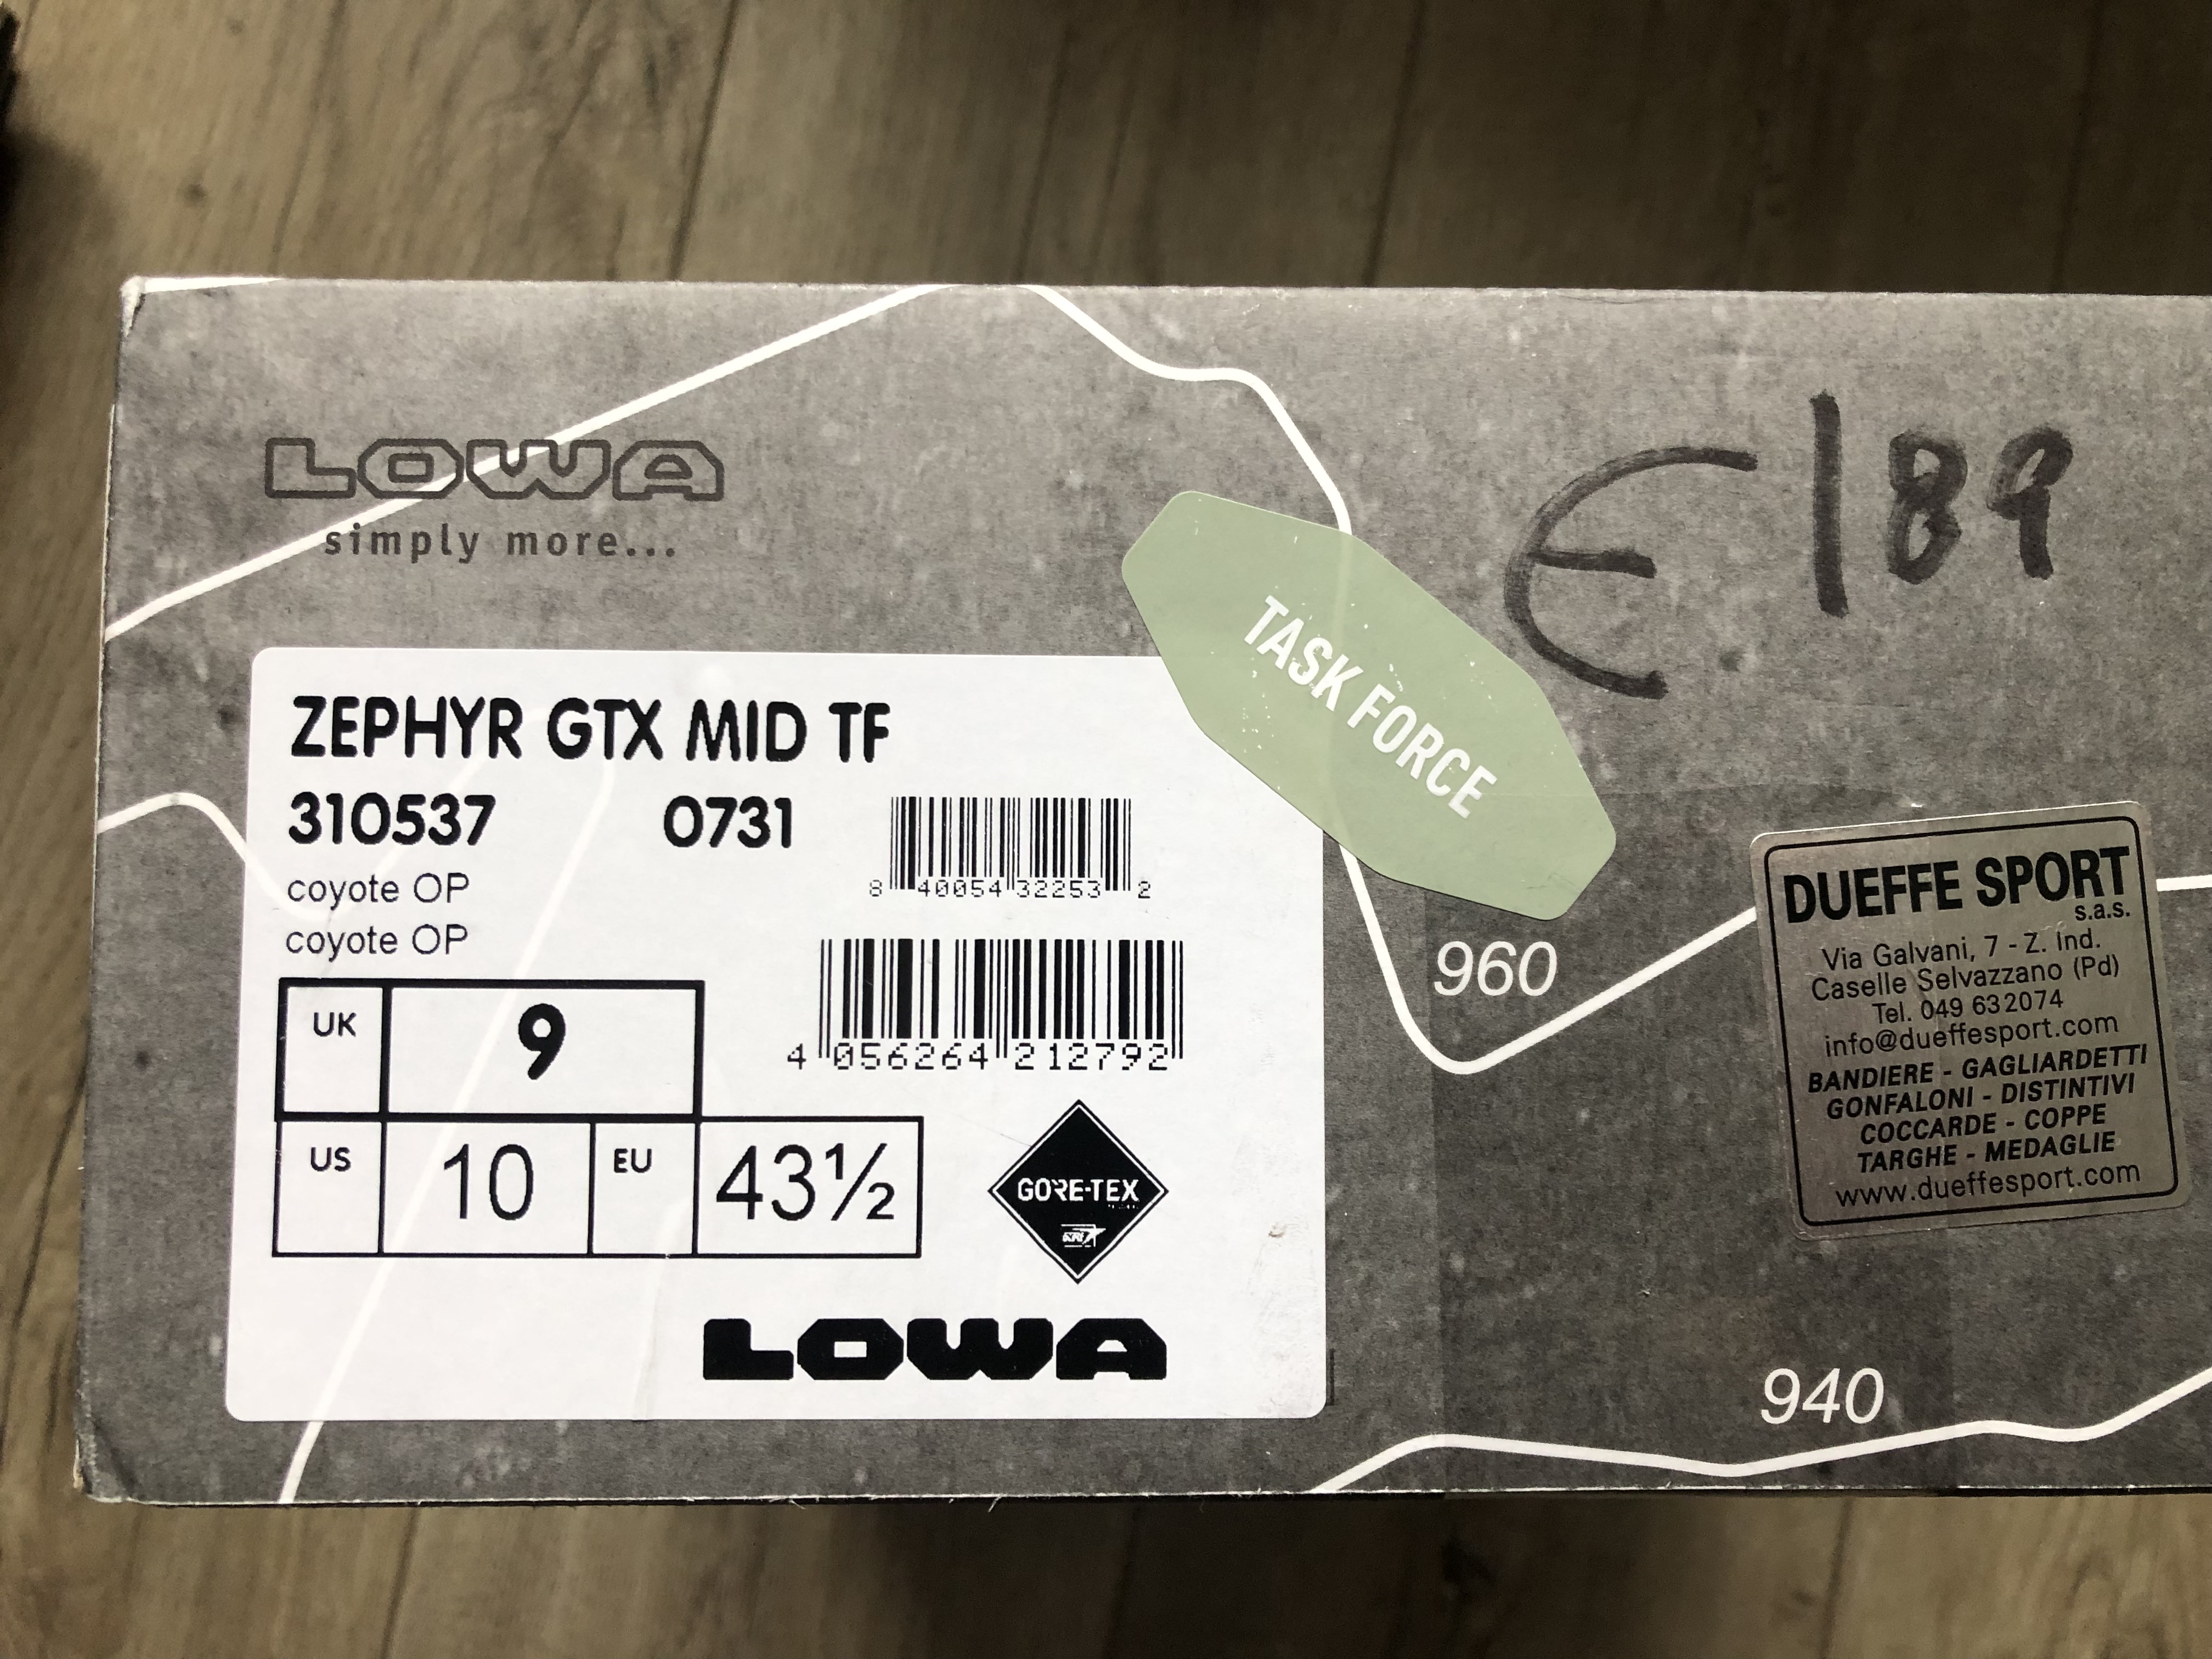 LOWA
simply more...
€ 189
TASK FORCE
ZEPHYR GTX MID TF
310537 0731
coyote OP
coyote OP
8 40054 32253 2
4 056264 212792
UK 9
US 10 EU 43½
GORE-TEX
LOWA
960
940
DUEFFE SPORT
s.a.s.
Via Galvani, 7 - Z. Ind.
Caselle Selvazzano (Pd)
Tel. 049 632074
info@dueffesport.com
BANDIERE - GAGLIARDETTI
GONFALONI - DISTINTIVI
COCCARDE - COPPE
TARGHE - MEDAGLIE
www.dueffesport.com